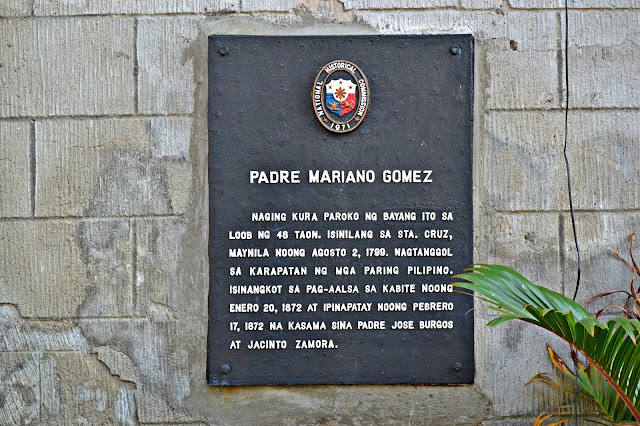 NATIONAL HISTORICAL COMMISSION
1971
PADRE MARIANO GOMEZ
NAGING KURA PAROKO NG BAYANG ITO SA
LOOB NG 48 TAON. ISINILANG SA STA. CRUZ,
MAYNILA NOONG AGOSTO 2, 1799. NAGTANGGOL
SA KARAPATAN NG MGA PARING PILIPINO.
ISINANGKOT SA PAG-AALSA SA KABITE NOONG
ENERO 20, 1872 AT IPINAPATAY NOONG PEBRERO
17, 1872 NA KASAMA SINA PADRE JOSE BURGOS
AT JACINTO ZAMORA.